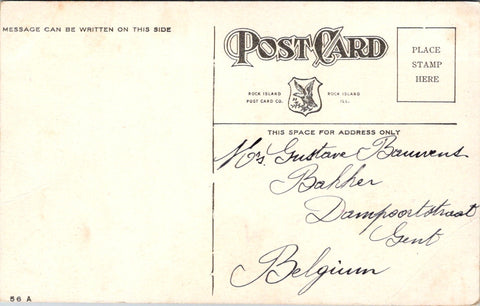 MESSAGE CAN BE WRITTEN ON THIS SIDE
POST CARD
ROCK ISLAND
POST CARD CO.
ROCK ISLAND
ILL.
PLACE
STAMP
HERE
THIS SPACE FOR ADDRESS ONLY
Mrs. Gustave Bauwens
Bakker
Dampoortstraat
Gent
Belgium
56 A